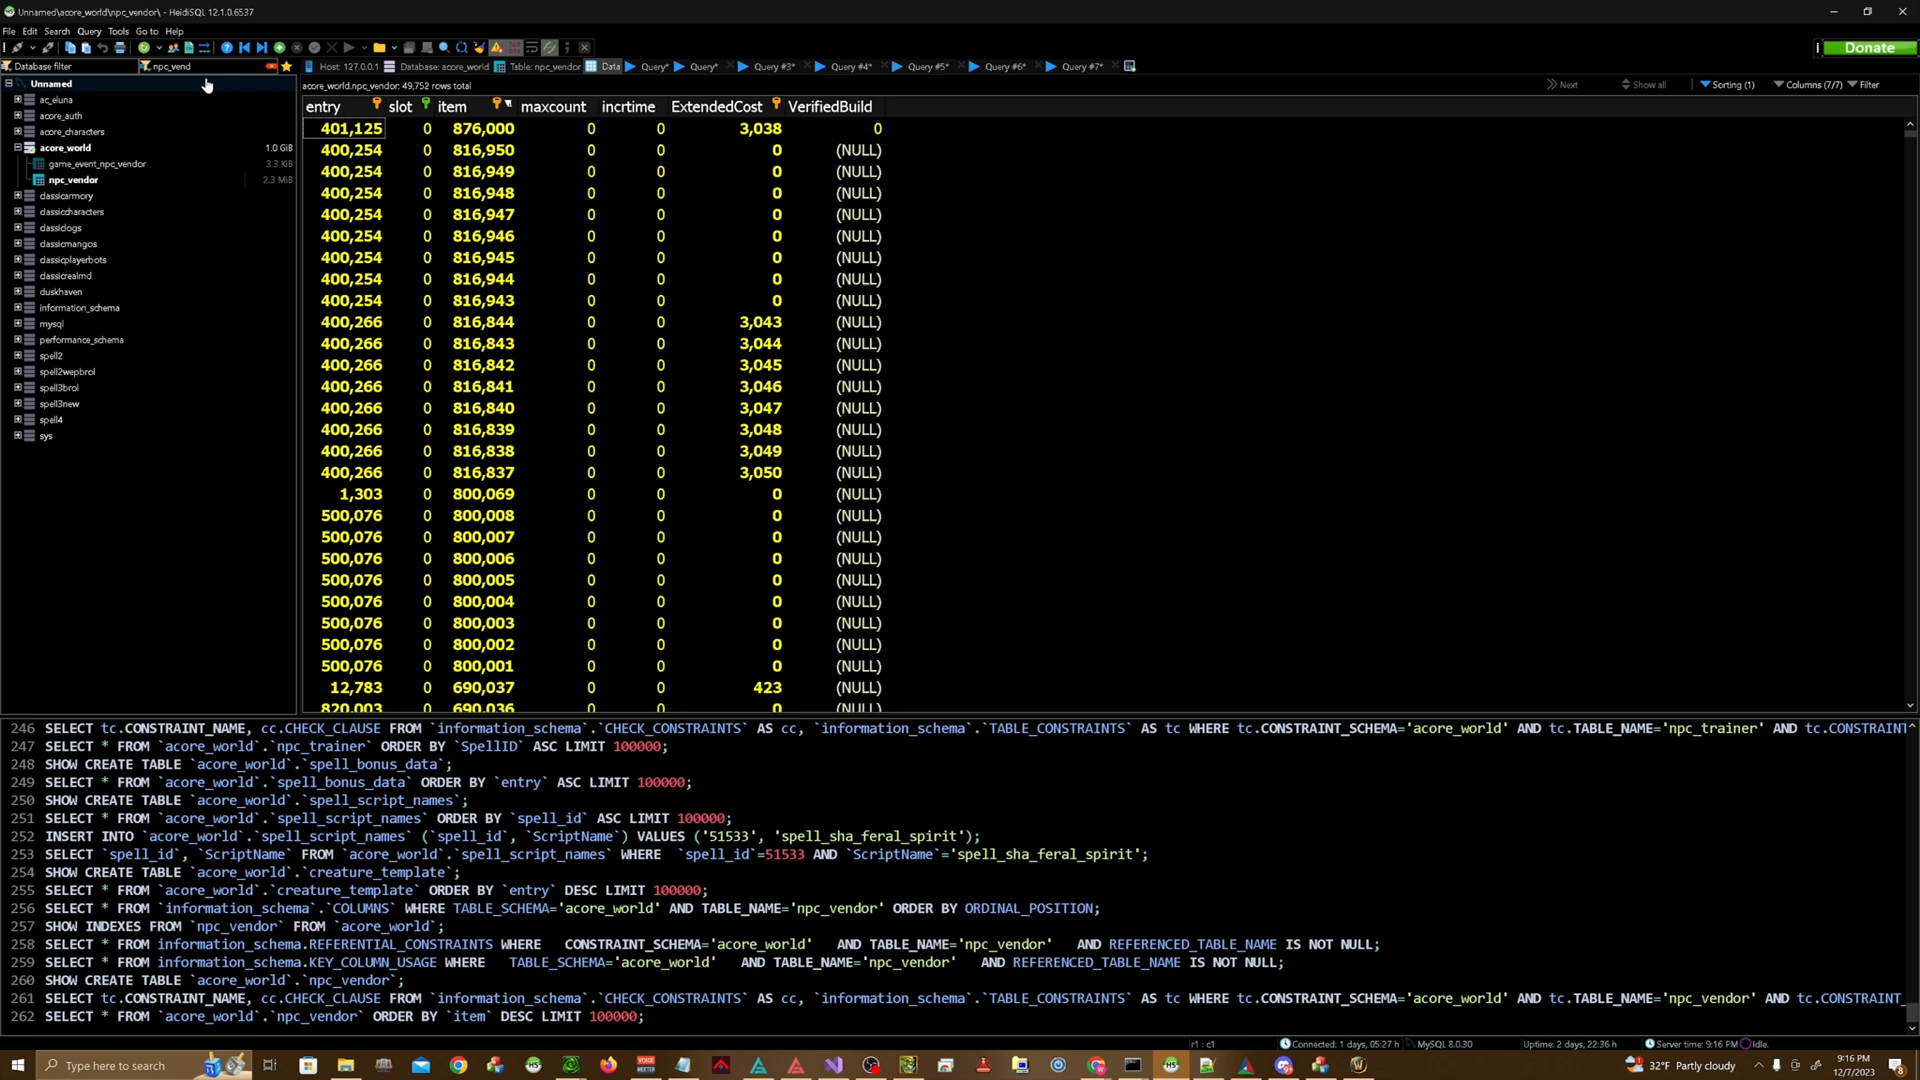 Unnamed\acore_world\npc_vendor\ - HeidiSQL 12.1.0.6537
File Edit Search Query Tools Go to Help
Donate
Database filter npc_vend Host: 127.0.0.1 Database: acore_world Table: npc_vendor Data Query* Query* Query #3* Query #4* Query #5* Query #6* Query #7*
acore_world.npc_vendor: 49,752 rows total Next Show all Sorting (1) Columns (7/7) Filter
Unnamed
ac_eluna
acore_auth
acore_characters
acore_world 1.0 GiB
game_event_npc_vendor 3.3 KiB
npc_vendor 2.3 MiB
classicarmory
classiccharacters
classiclogs
classicmangos
classicplayerbots
classicrealmd
duskhaven
information_schema
mysql
performance_schema
spell2
spell2wepbrol
spell3brol
spell3new
spell4
sys
entry slot item maxcount incrtime ExtendedCost VerifiedBuild
401,125 0 876,000 0 0 3,038 0
400,254 0 816,950 0 0 0 (NULL)
400,254 0 816,949 0 0 0 (NULL)
400,254 0 816,948 0 0 0 (NULL)
400,254 0 816,947 0 0 0 (NULL)
400,254 0 816,946 0 0 0 (NULL)
400,254 0 816,945 0 0 0 (NULL)
400,254 0 816,944 0 0 0 (NULL)
400,254 0 816,943 0 0 0 (NULL)
400,266 0 816,844 0 0 3,043 (NULL)
400,266 0 816,843 0 0 3,044 (NULL)
400,266 0 816,842 0 0 3,045 (NULL)
400,266 0 816,841 0 0 3,046 (NULL)
400,266 0 816,840 0 0 3,047 (NULL)
400,266 0 816,839 0 0 3,048 (NULL)
400,266 0 816,838 0 0 3,049 (NULL)
400,266 0 816,837 0 0 3,050 (NULL)
1,303 0 800,069 0 0 0 (NULL)
500,076 0 800,008 0 0 0 (NULL)
500,076 0 800,007 0 0 0 (NULL)
500,076 0 800,006 0 0 0 (NULL)
500,076 0 800,005 0 0 0 (NULL)
500,076 0 800,004 0 0 0 (NULL)
500,076 0 800,003 0 0 0 (NULL)
500,076 0 800,002 0 0 0 (NULL)
500,076 0 800,001 0 0 0 (NULL)
12,783 0 690,037 0 0 423 (NULL)
820,003 0 690,036 0 0 0 (NULL)
246 SELECT tc.CONSTRAINT_NAME, cc.CHECK_CLAUSE FROM `information_schema`.`CHECK_CONSTRAINTS` AS cc, `information_schema`.`TABLE_CONSTRAINTS` AS tc WHERE tc.CONSTRAINT_SCHEMA='acore_world' AND tc.TABLE_NAME='npc_trainer' AND tc.CONSTRAINT
247 SELECT * FROM `acore_world`.`npc_trainer` ORDER BY `SpellID` ASC LIMIT 100000;
248 SHOW CREATE TABLE `acore_world`.`spell_bonus_data`;
249 SELECT * FROM `acore_world`.`spell_bonus_data` ORDER BY `entry` ASC LIMIT 100000;
250 SHOW CREATE TABLE `acore_world`.`spell_script_names`;
251 SELECT * FROM `acore_world`.`spell_script_names` ORDER BY `spell_id` ASC LIMIT 100000;
252 INSERT INTO `acore_world`.`spell_script_names` (`spell_id`, `ScriptName`) VALUES ('51533', 'spell_sha_feral_spirit');
253 SELECT `spell_id`, `ScriptName` FROM `acore_world`.`spell_script_names` WHERE `spell_id`=51533 AND `ScriptName`='spell_sha_feral_spirit';
254 SHOW CREATE TABLE `acore_world`.`creature_template`;
255 SELECT * FROM `acore_world`.`creature_template` ORDER BY `entry` DESC LIMIT 100000;
256 SELECT * FROM `information_schema`.`COLUMNS` WHERE TABLE_SCHEMA='acore_world' AND TABLE_NAME='npc_vendor' ORDER BY ORDINAL_POSITION;
257 SHOW INDEXES FROM `npc_vendor` FROM `acore_world`;
258 SELECT * FROM information_schema.REFERENTIAL_CONSTRAINTS WHERE CONSTRAINT_SCHEMA='acore_world' AND TABLE_NAME='npc_vendor' AND REFERENCED_TABLE_NAME IS NOT NULL;
259 SELECT * FROM information_schema.KEY_COLUMN_USAGE WHERE TABLE_SCHEMA='acore_world' AND TABLE_NAME='npc_vendor' AND REFERENCED_TABLE_NAME IS NOT NULL;
260 SHOW CREATE TABLE `acore_world`.`npc_vendor`;
261 SELECT tc.CONSTRAINT_NAME, cc.CHECK_CLAUSE FROM `information_schema`.`CHECK_CONSTRAINTS` AS cc, `information_schema`.`TABLE_CONSTRAINTS` AS tc WHERE tc.CONSTRAINT_SCHEMA='acore_world' AND tc.TABLE_NAME='npc_vendor' AND tc.CONSTRAINT_
262 SELECT * FROM `acore_world`.`npc_vendor` ORDER BY `item` DESC LIMIT 100000;
r1 : c1 Connected: 1 days, 05:27 h MySQL 8.0.30 Uptime: 2 days, 22:36 h Server time: 9:16 PM Idle.
Type here to search 32°F Partly cloudy 9:16 PM
12/7/2023 8